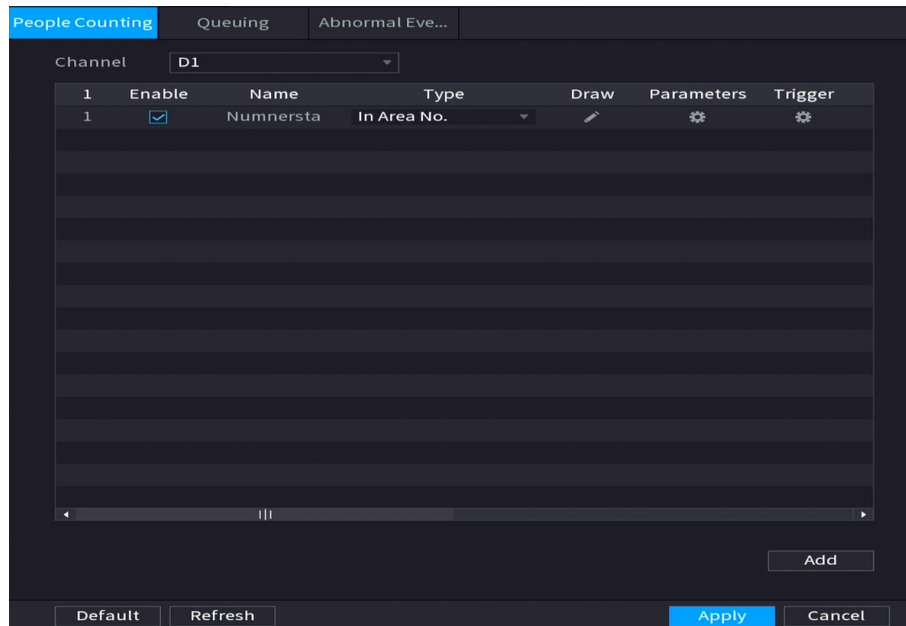 People Counting Queuing Abnormal Eve...
Channel D1
1 Enable Name Type Draw Parameters Trigger
1 Numnersta In Area No.
Add
Default Refresh Apply Cancel